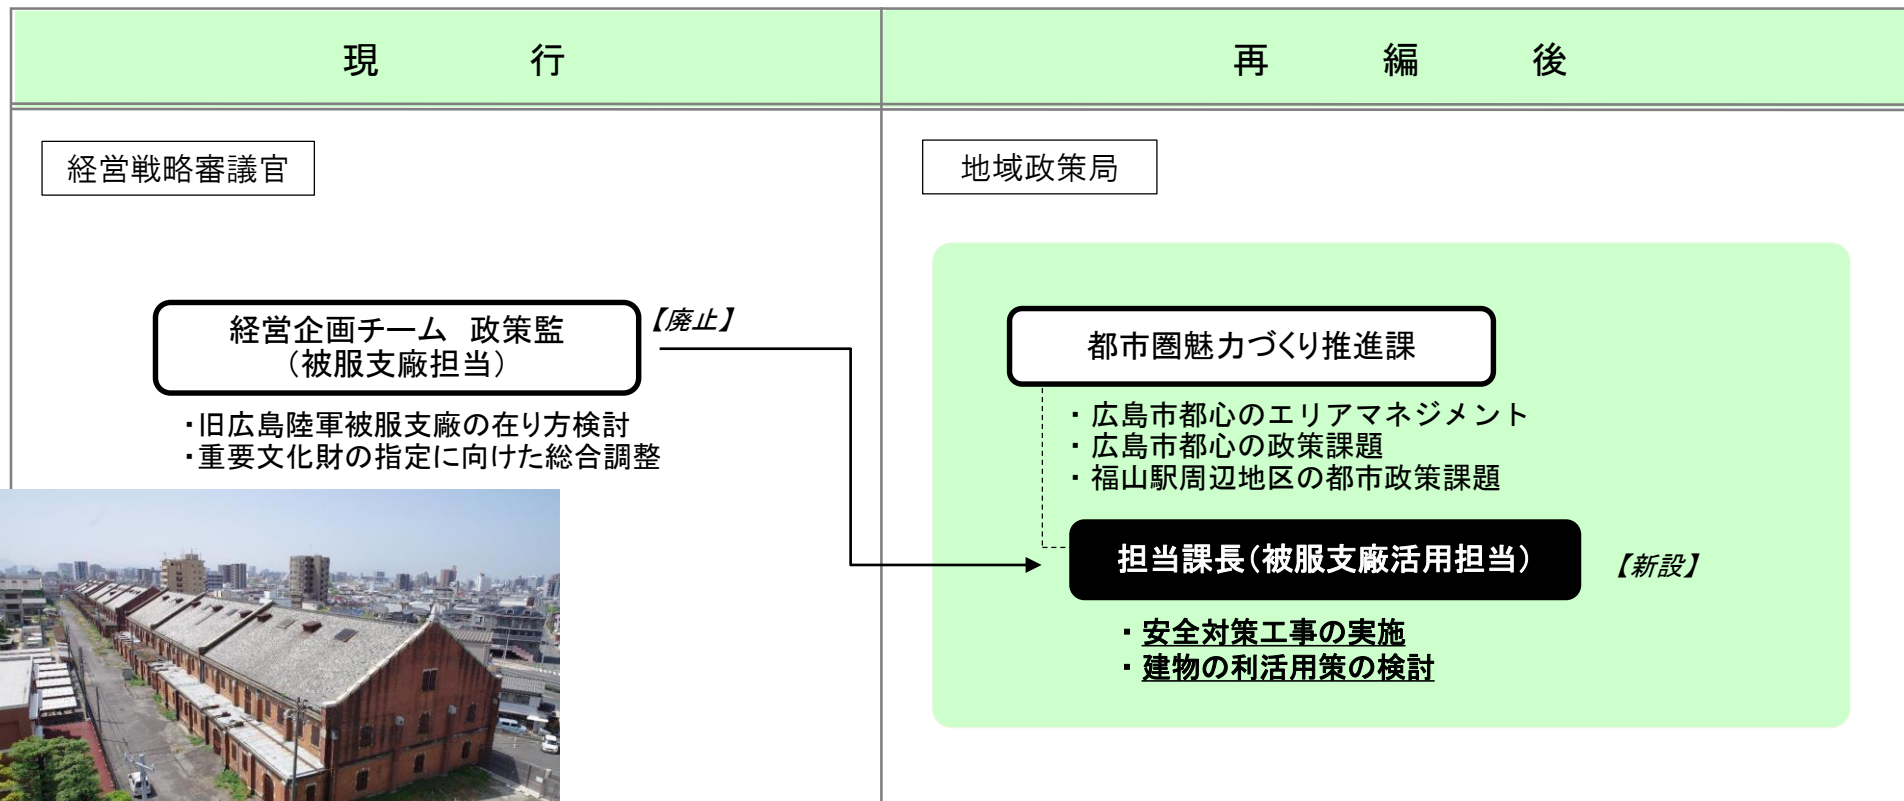 現 行
再 編 後
経営戦略審議官
経営企画チーム 政策監
(被服支廠担当)
【廃止】
・旧広島陸軍被服支廠の在り方検討
・重要文化財の指定に向けた総合調整
地域政策局
都市圏魅力づくり推進課
・広島市都心のエリアマネジメント
・広島市都心の政策課題
・福山駅周辺地区の都市政策課題
担当課長(被服支廠活用担当)
【新設】
・安全対策工事の実施
・建物の利活用策の検討